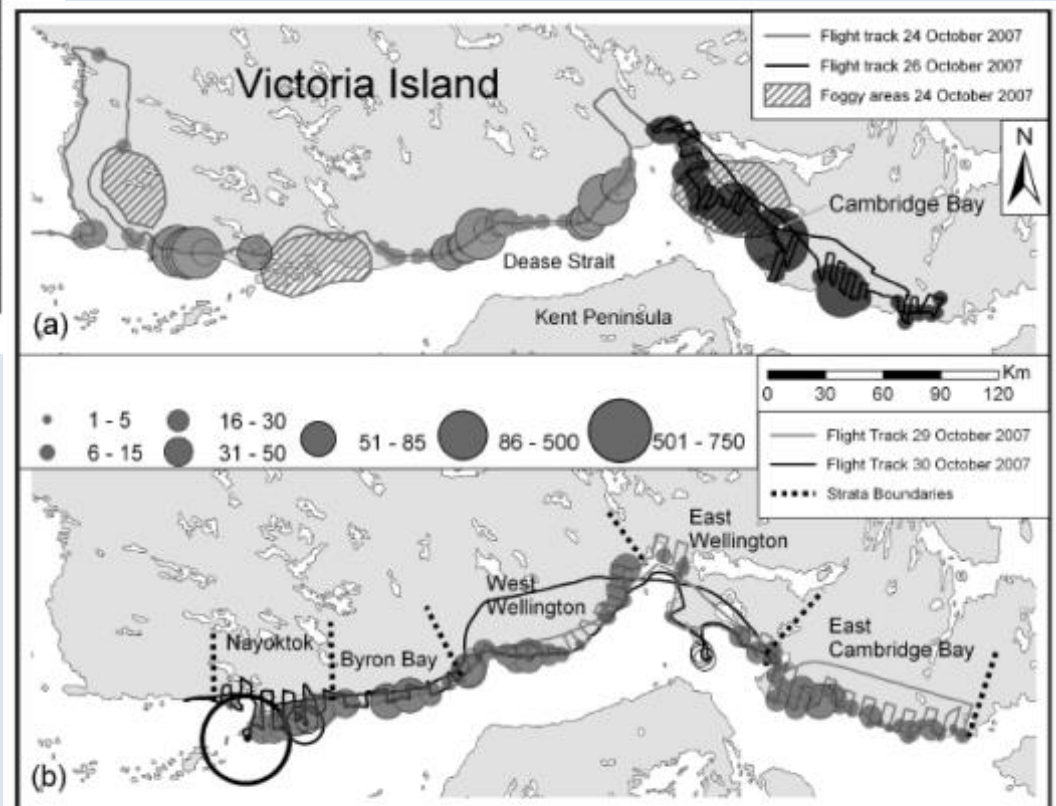 Victoria Island
Flight track 24 October 2007
Flight track 26 October 2007
Foggy areas 24 October 2007
N
Cambridge Bay
Dease Strait
Kent Peninsula
(a)
Km
0 30 60 90 120
1 - 5
16 - 30
51 - 85
86 - 500
501 - 750
6 - 15
31 - 50
Flight Track 29 October 2007
Flight Track 30 October 2007
Strata Boundaries
East
Wellington
West
Wellington
Nayoktok
Byron Bay
East
Cambridge Bay
(b)